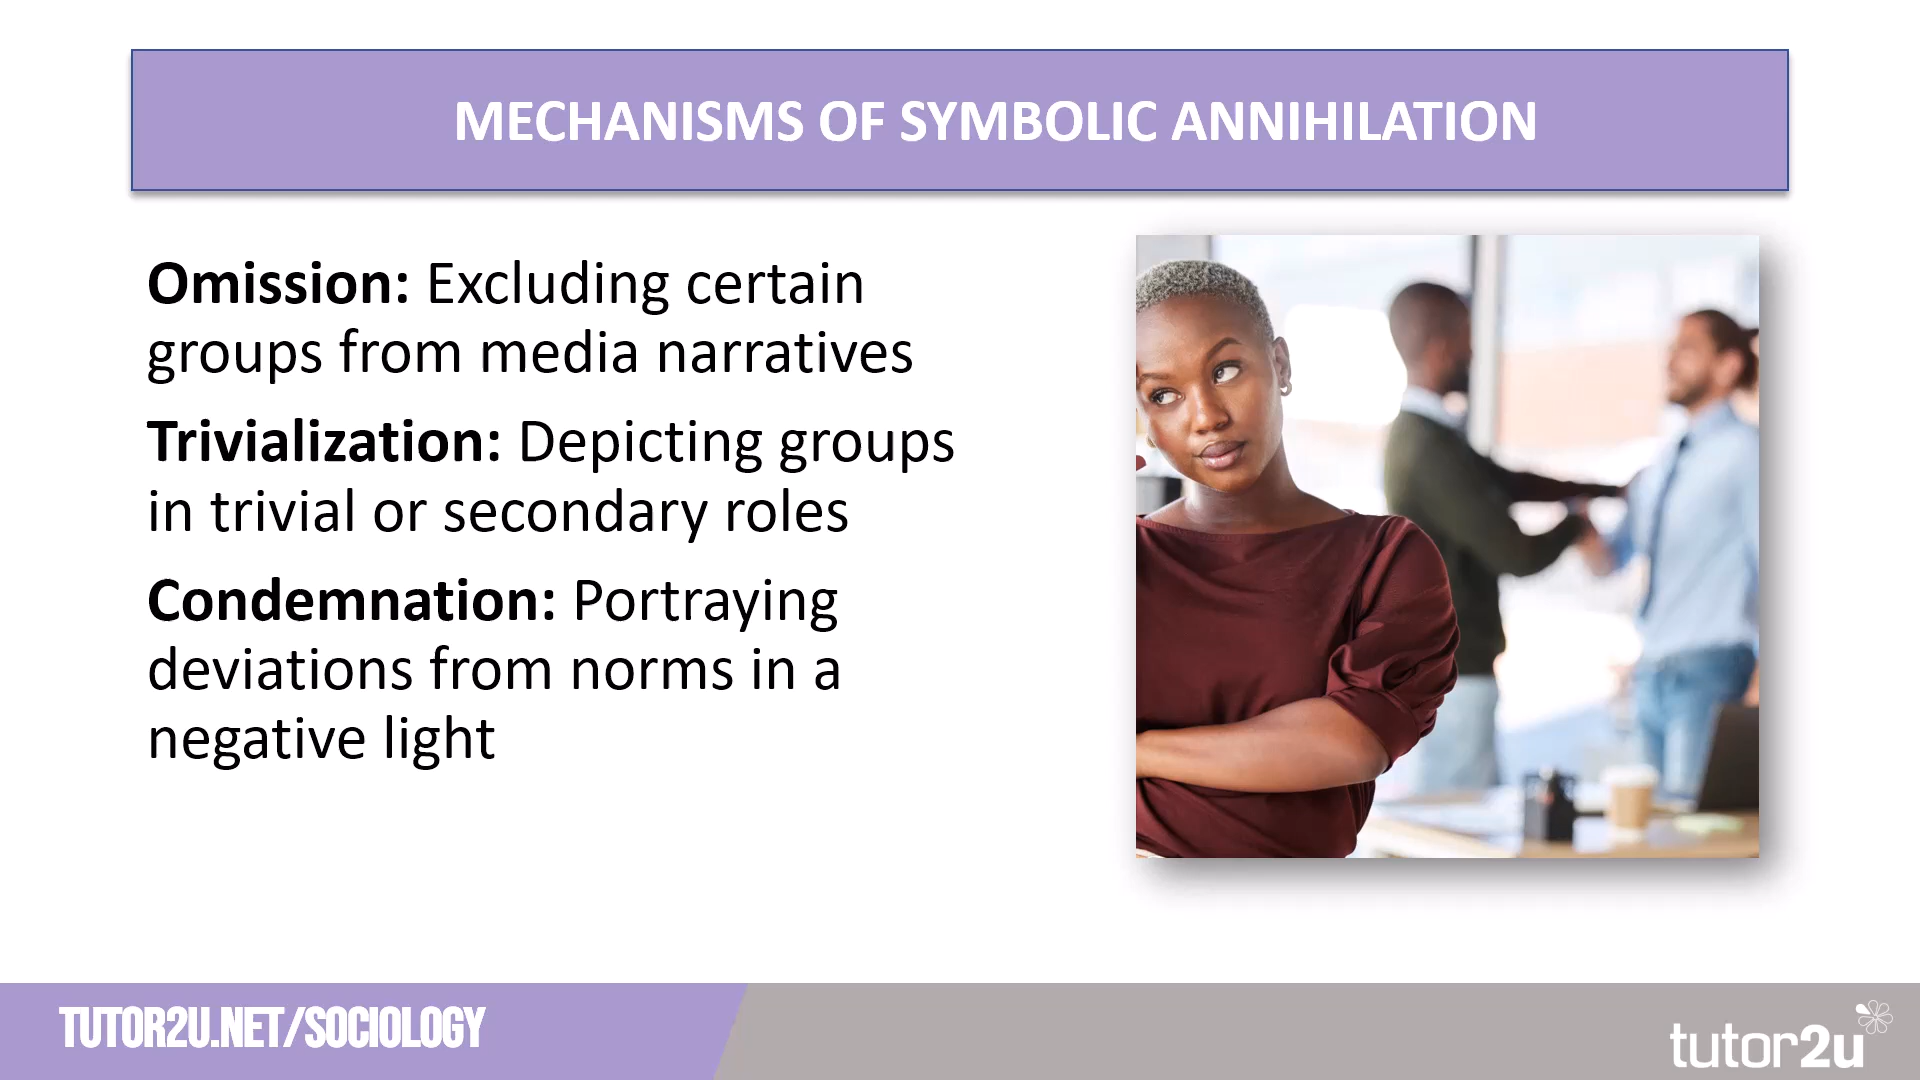 MECHANISMS OF SYMBOLIC ANNIHILATION
Omission: Excluding certain
groups from media narratives
Trivialization: Depicting groups
in trivial or secondary roles
Condemnation: Portraying
deviations from norms in a
negative light
TUTOR2U.NET/SOCIOLOGY
tutor2u